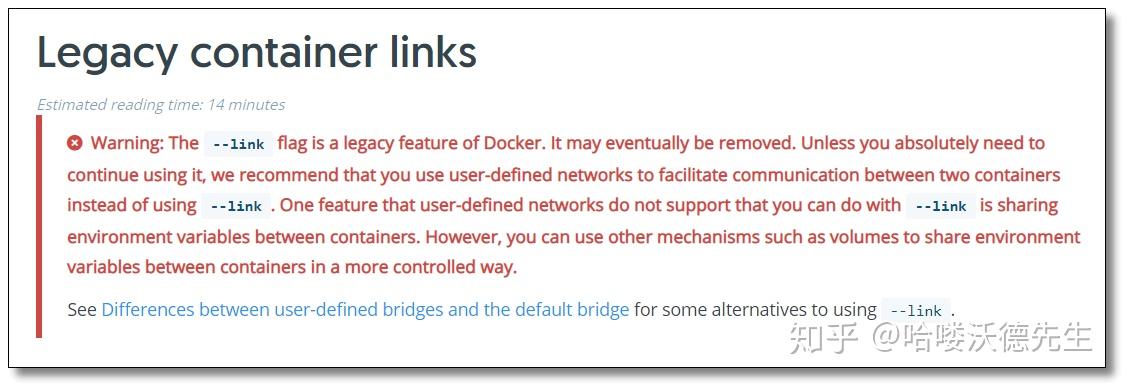 Legacy container links
Estimated reading time: 14 minutes
Warning: The --link flag is a legacy feature of Docker. It may eventually be removed. Unless you absolutely need to
continue using it, we recommend that you use user-defined networks to facilitate communication between two containers
instead of using --link. One feature that user-defined networks do not support that you can do with --link is sharing
environment variables between containers. However, you can use other mechanisms such as volumes to share environment
variables between containers in a more controlled way.
See Differences between user-defined bridges and the default bridge for some alternatives to using --link.
知乎 @哈喽沃德先生